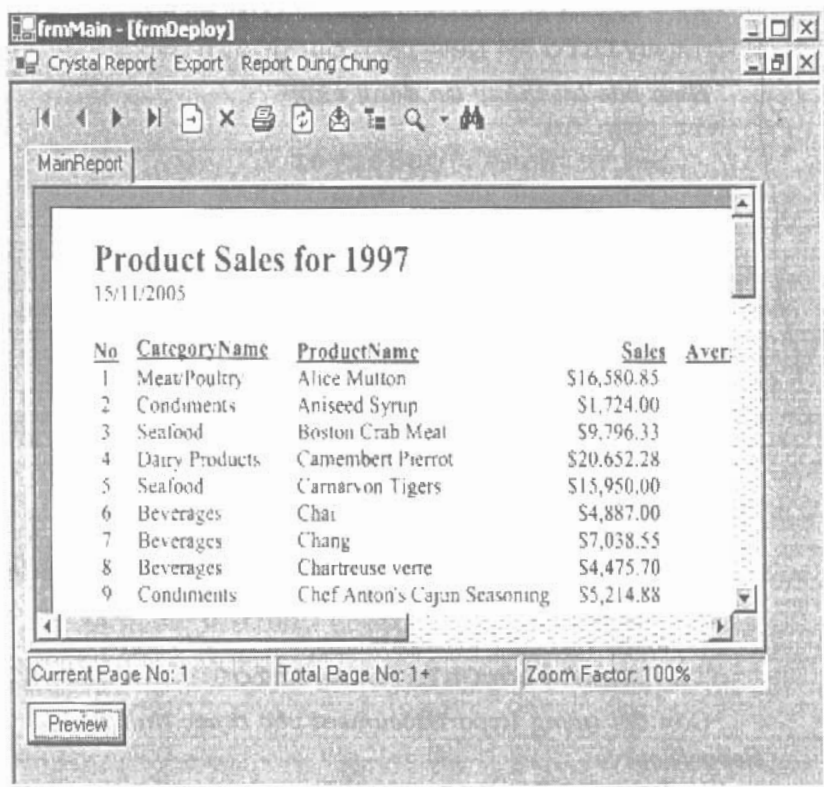 frmMain - [frmDeploy]
Crystal Report Export Report Dung Chung
MainReport
Product Sales for 1997
15/11/2005
No CategoryName ProductName Sales Aver
1 Meat/Poultry Alice Mutton $16,580.85
2 Condiments Aniseed Syrup $1,724.00
3 Seafood Boston Crab Meat $9,796.33
4 Dairy Products Camembert Pierrot $20,652.28
5 Seafood Carnarvon Tigers $15,950.00
6 Beverages Chai $4,887.00
7 Beverages Chang $7,038.55
8 Beverages Chartreuse verte $4,475.70
9 Condiments Chef Anton's Cajun Seasoning $5,214.88
Current Page No: 1 Total Page No: 1+ Zoom Factor: 100%
Preview